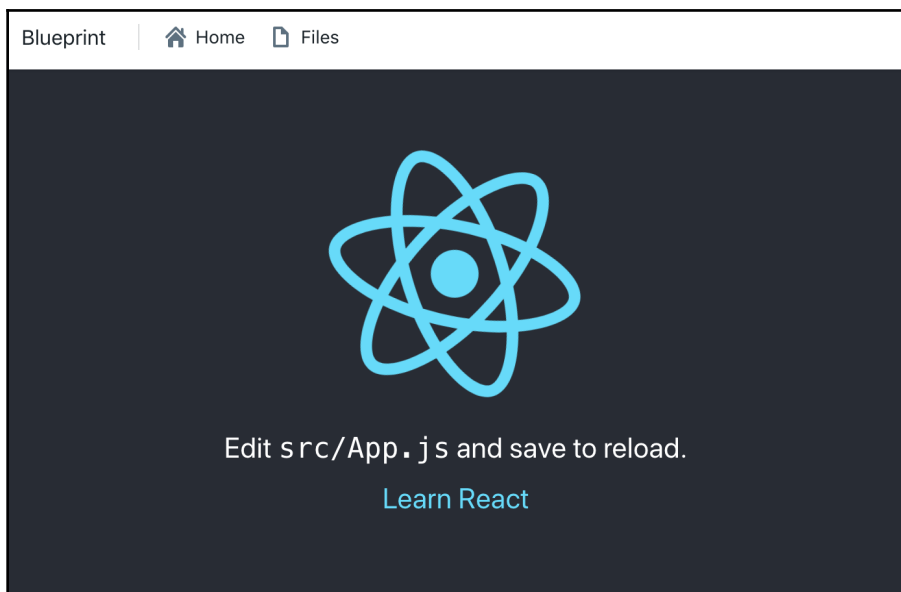 Blueprint Home Files
Edit src/App.js and save to reload.
Learn React